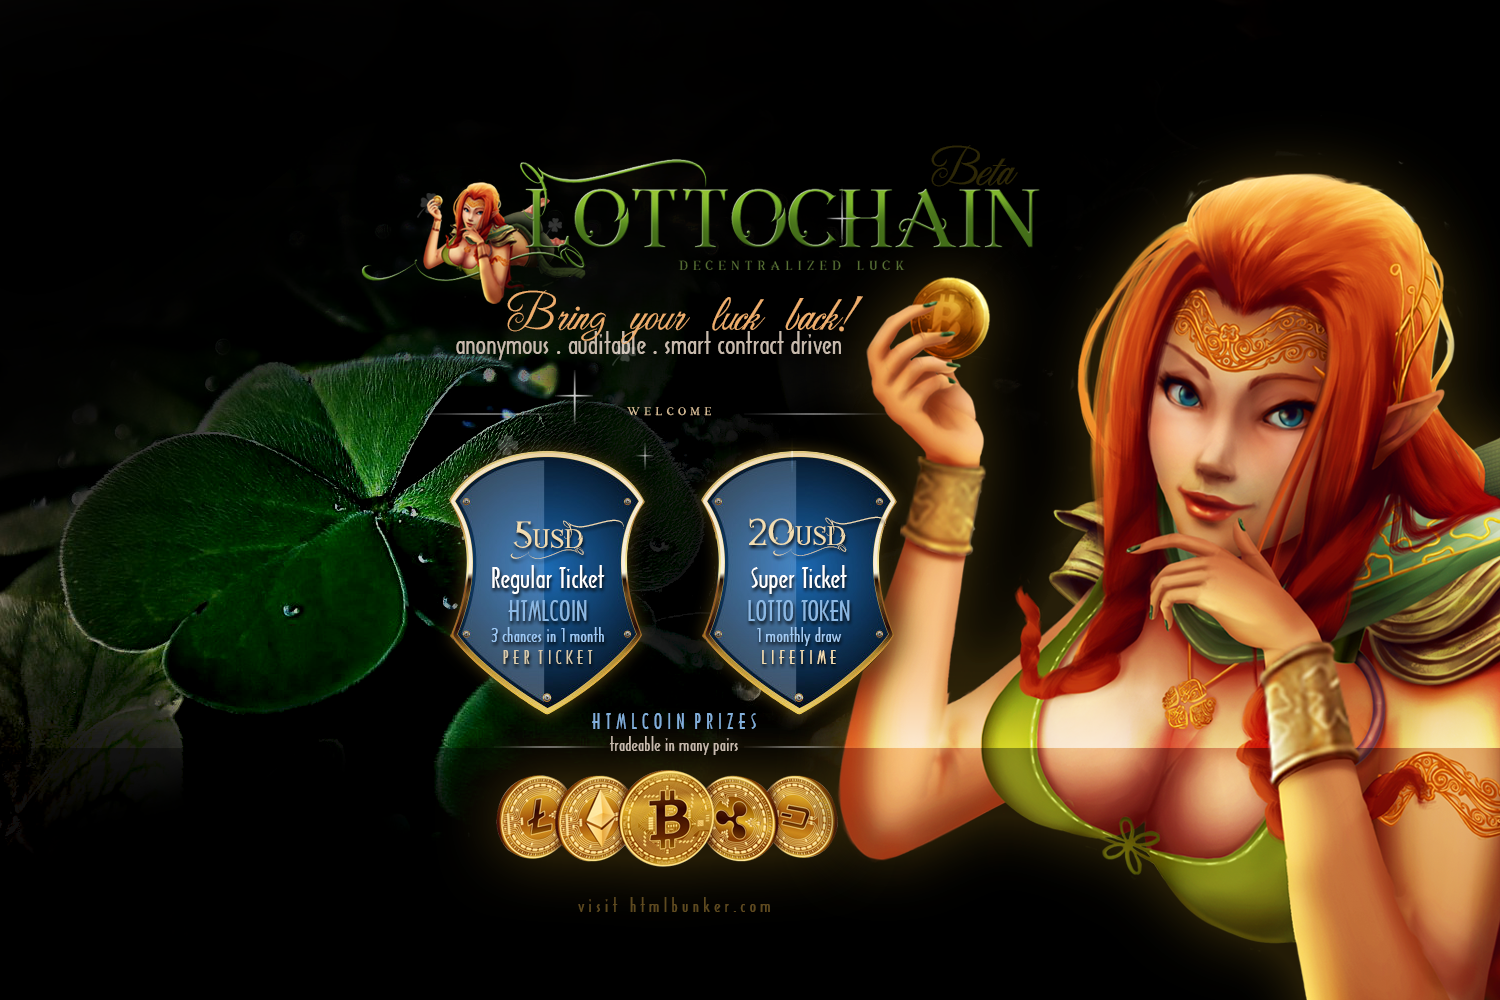 Beta
LOTTOCHAIN
DECENTRALIZED LUCK
Bring your luck back!
anonymous . auditable . smart contract driven
WELCOME
5USD
Regular Ticket
HTMLCOIN
3 chances in 1 month
PER TICKET
20USD
Super Ticket
LOTTO TOKEN
1 monthly draw
LIFETIME
HTMLCOIN PRIZES
tradeable in many pairs
visit htmlbunker.com